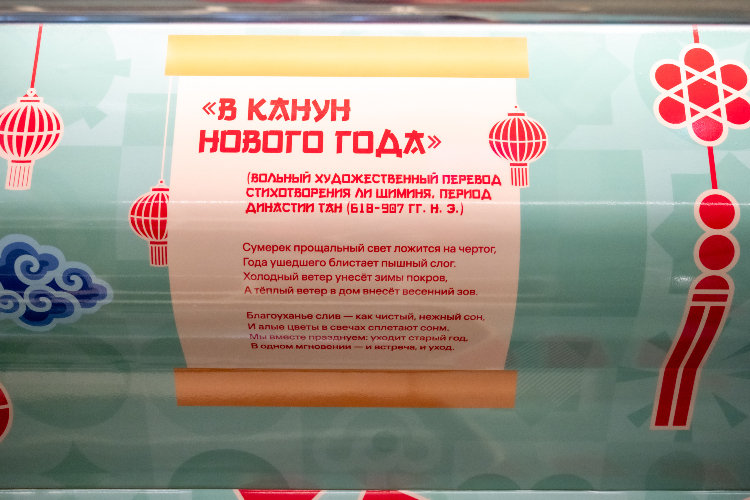 «В КАНУН
НОВОГО ГОДА»
(ВОЛЬНЫЙ ХУДОЖЕСТВЕННЫЙ ПЕРЕВОД
СТИХОТВОРЕНИЯ ЛИ ШИМИНЯ, ПЕРИОД
ДИНАСТИИ ТАН (618-907 ГГ. Н. Э.)
Сумерек прощальный свет ложится на чертог,
Года ушедшего блистает пышный слог.
Холодный ветер унесёт зимы покров,
А тёплый ветер в дом внесёт весенний зов.
Благоуханье слив — как чистый, нежный сон,
И алые цветы в свечах сплетают сонм.
Мы вместе празднуем: уходит старый год,
В одном мгновении — и встреча, и уход.